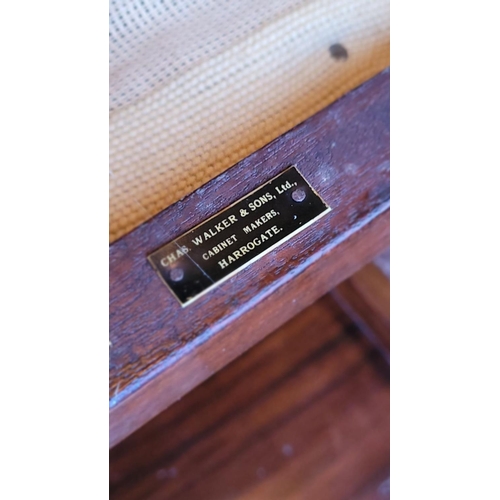 CHAS. WALKER & SONS, Ltd.,
CABINET MAKERS,
HARROGATE.